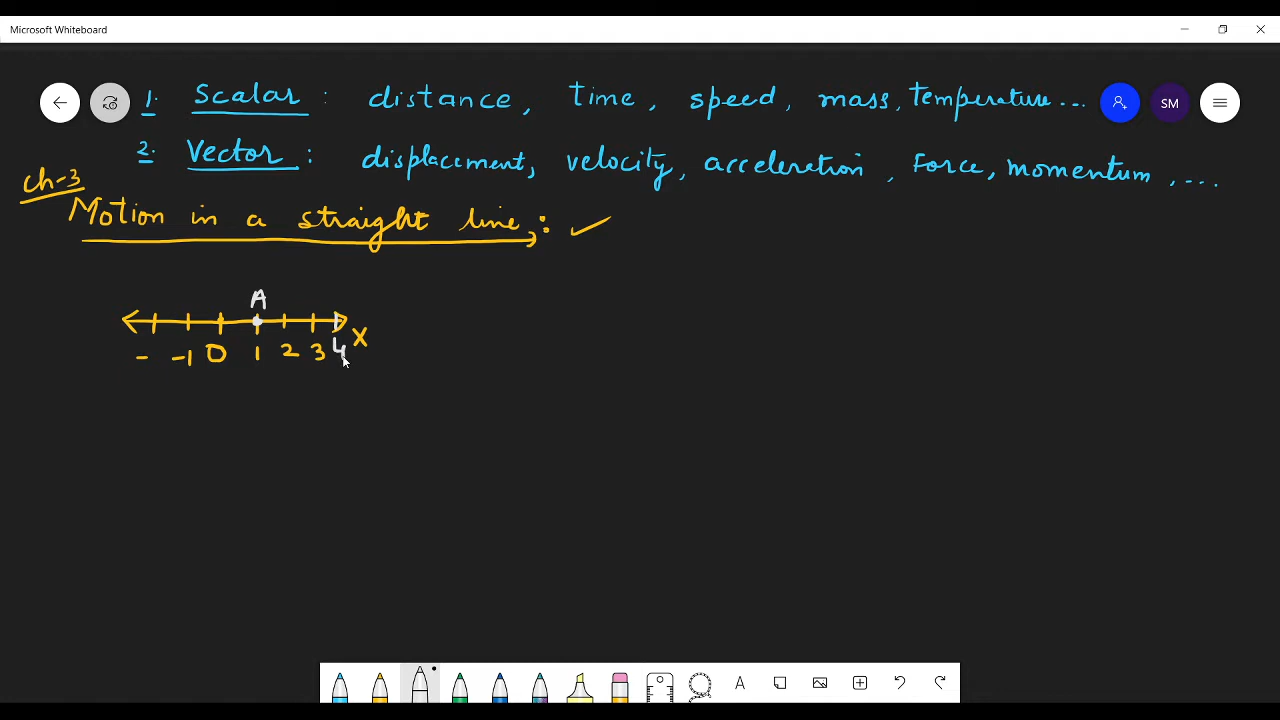 Microsoft Whiteboard
1. Scalar : distance, time, speed, mass, temperature...
SM
2. Vector : displacement, velocity, acceleration, Force, momentum, ...
Ch-3
Motion in a straight line :
A
X
- -1 0 1 2 3 4
A